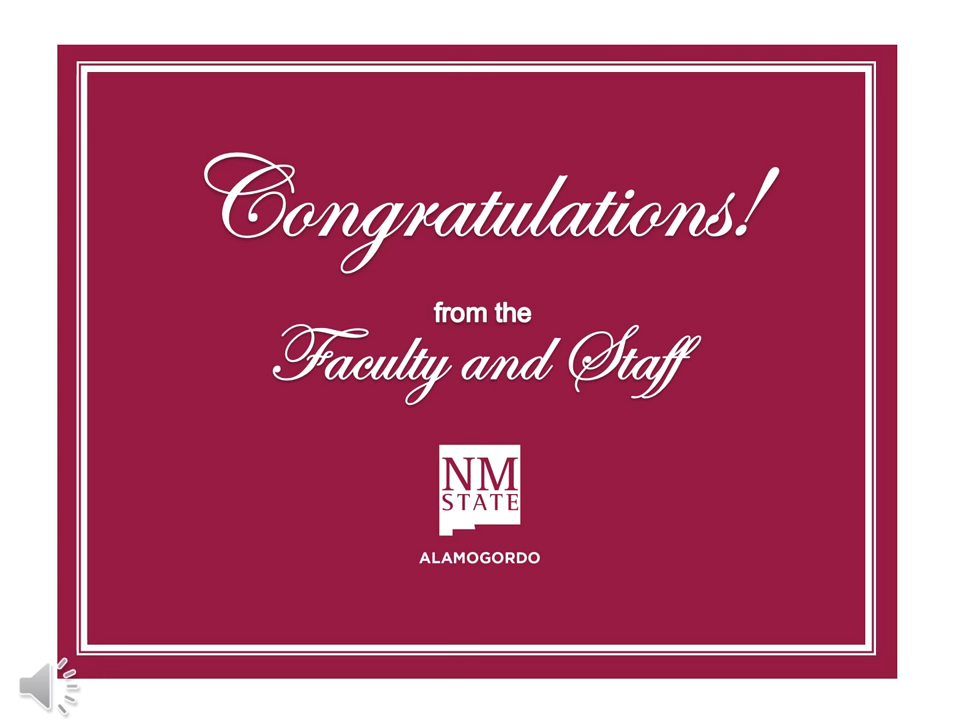 Congratulations!
from the
Faculty and Staff
NM
STATE
ALAMOGORDO